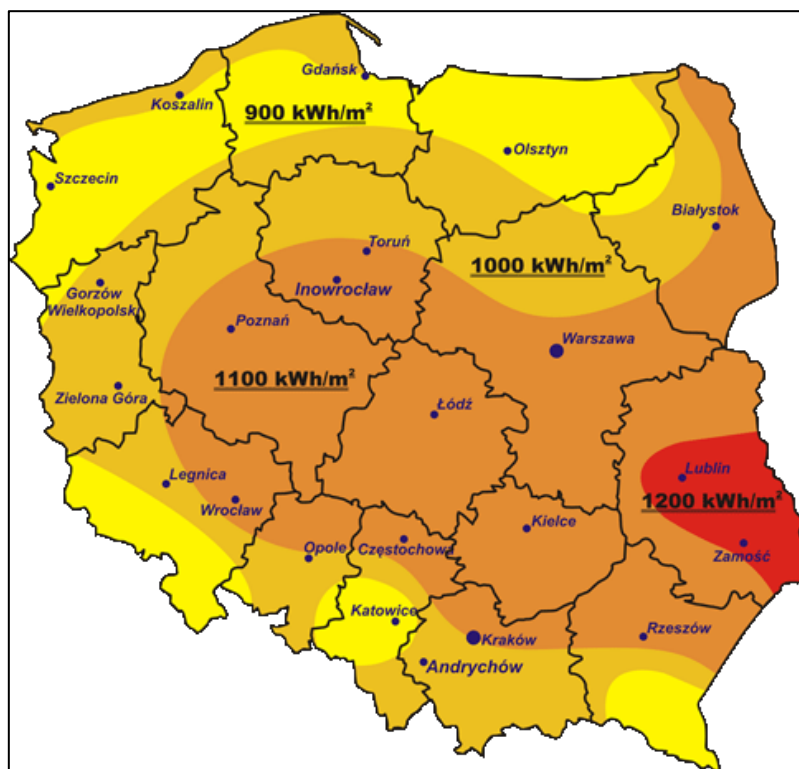 Gdańsk
Koszalin
900 kWh/m²
Olsztyn
Szczecin
Białystok
Toruń
1000 kWh/m²
Inowrocław
Gorzów
Wielkopolski
Poznań
Warszawa
1100 kWh/m²
Zielona Góra
Łódź
Legnica
Lublin
Wrocław
1200 kWh/m²
Kielce
Opole
Częstochowa
Zamość
Katowice
Kraków
Rzeszów
Andrychów